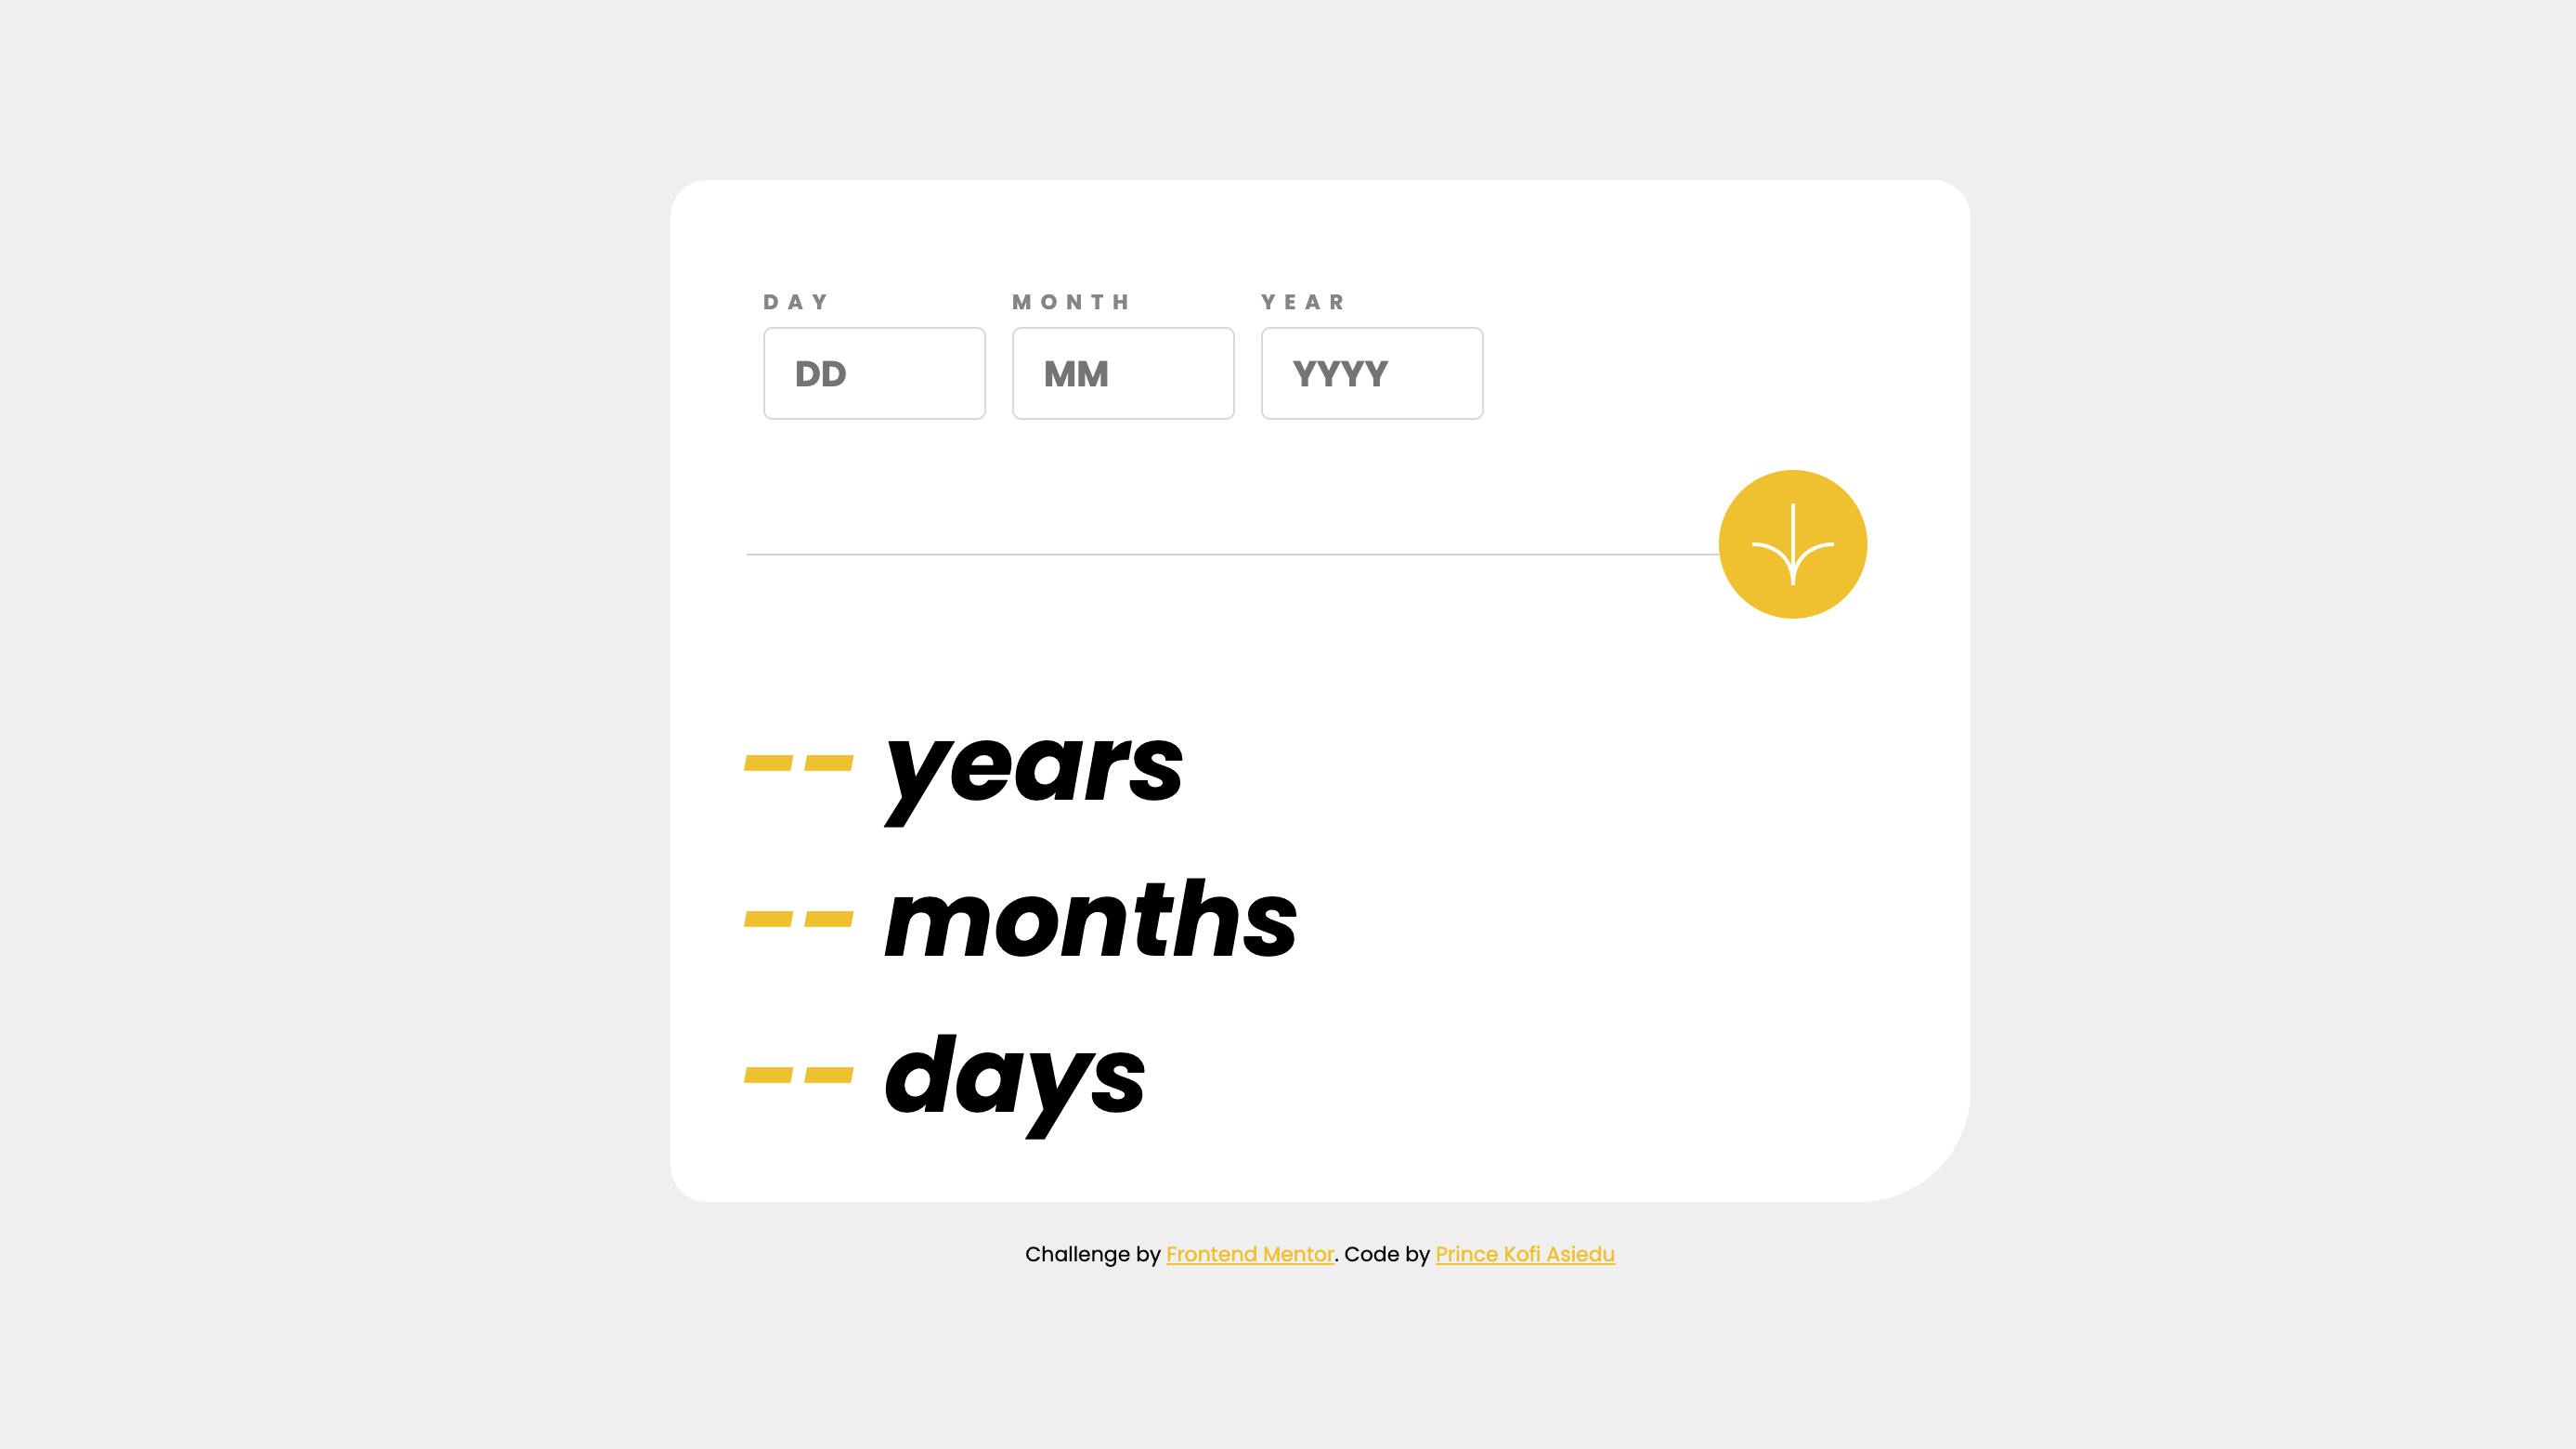 DAY MONTH YEAR
DD MM YYYY
-- years
-- months
-- days
Challenge by Frontend Mentor. Code by Prince Kofi Asiedu